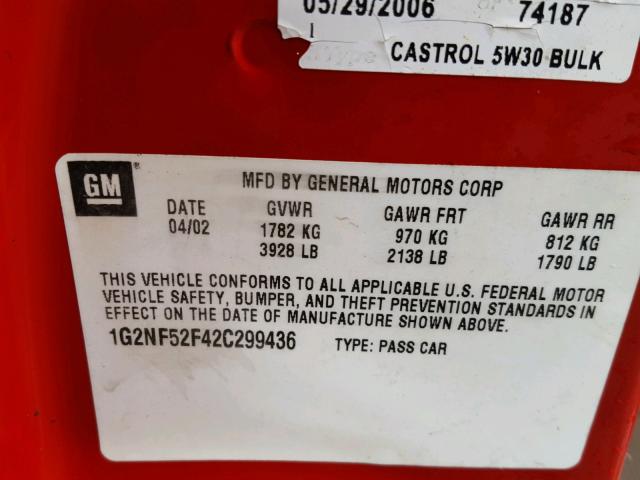 05/29/2006 74187
1
CASTROL 5W30 BULK
GM
MFD BY GENERAL MOTORS CORP
DATE GVWR GAWR FRT GAWR RR
04/02 1782 KG 970 KG 812 KG
3928 LB 2138 LB 1790 LB
THIS VEHICLE CONFORMS TO ALL APPLICABLE U.S. FEDERAL MOTOR
VEHICLE SAFETY, BUMPER, AND THEFT PREVENTION STANDARDS IN
EFFECT ON THE DATE OF MANUFACTURE SHOWN ABOVE.
1G2NF52F42C299436 TYPE: PASS CAR